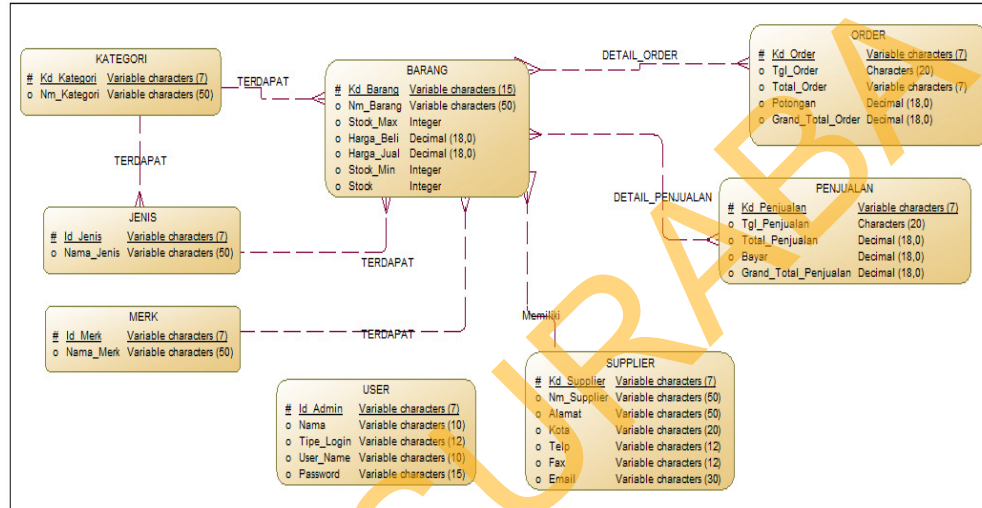 KATEGORI
# Kd_Kategori Variable characters (7)
o Nm_Kategori Variable characters (50)
TERDAPAT
BARANG
# Kd_Barang Variable characters (15)
o Nm_Barang Variable characters (50)
o Stock_Max Integer
o Harga_Beli Decimal (18,0)
o Harga_Jual Decimal (18,0)
o Stock_Min Integer
o Stock Integer
DETAIL_ORDER
ORDER
# Kd_Order Variable characters (7)
o Tgl_Order Characters (20)
o Total_Order Variable characters (7)
o Potongan Decimal (18,0)
o Grand_Total_Order Decimal (18,0)
TERDAPAT
DETAIL_PENJUALAN
PENJUALAN
# Kd_Penjualan Variable characters (7)
o Tgl_Penjualan Characters (20)
o Total_Penjualan Decimal (18,0)
o Bayar Decimal (18,0)
o Grand_Total_Penjualan Decimal (18,0)
JENIS
# Id_Jenis Variable characters (7)
o Nama_Jenis Variable characters (50)
TERDAPAT
MERK
# Id_Merk Variable characters (7)
o Nama_Merk Variable characters (50)
TERDAPAT
Memiliki
SUPPLIER
# Kd_Supplier Variable characters (7)
o Nm_Supplier Variable characters (50)
o Alamat Variable characters (50)
o Kota Variable characters (20)
o Telp Variable characters (12)
o Fax Variable characters (12)
o Email Variable characters (30)
USER
# Id_Admin Variable characters (7)
o Nama Variable characters (10)
o Tipe_Login Variable characters (12)
o User_Name Variable characters (10)
o Password Variable characters (15)
SURABA